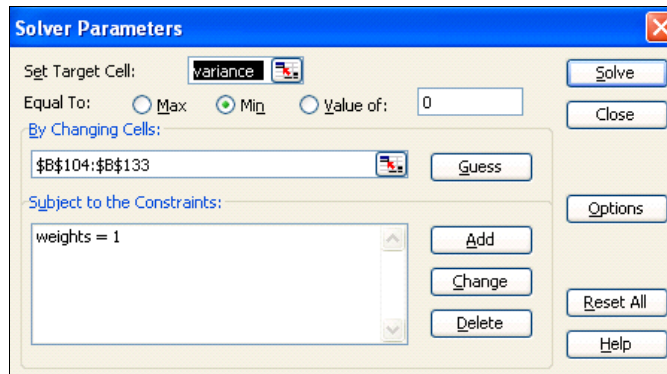 Solver Parameters
Set Target Cell: variance
Equal To: Max Min Value of: 0
By Changing Cells:
$B$104:$B$133
Subject to the Constraints:
weights = 1
Guess
Add
Change
Delete
Solve
Close
Options
Reset All
Help